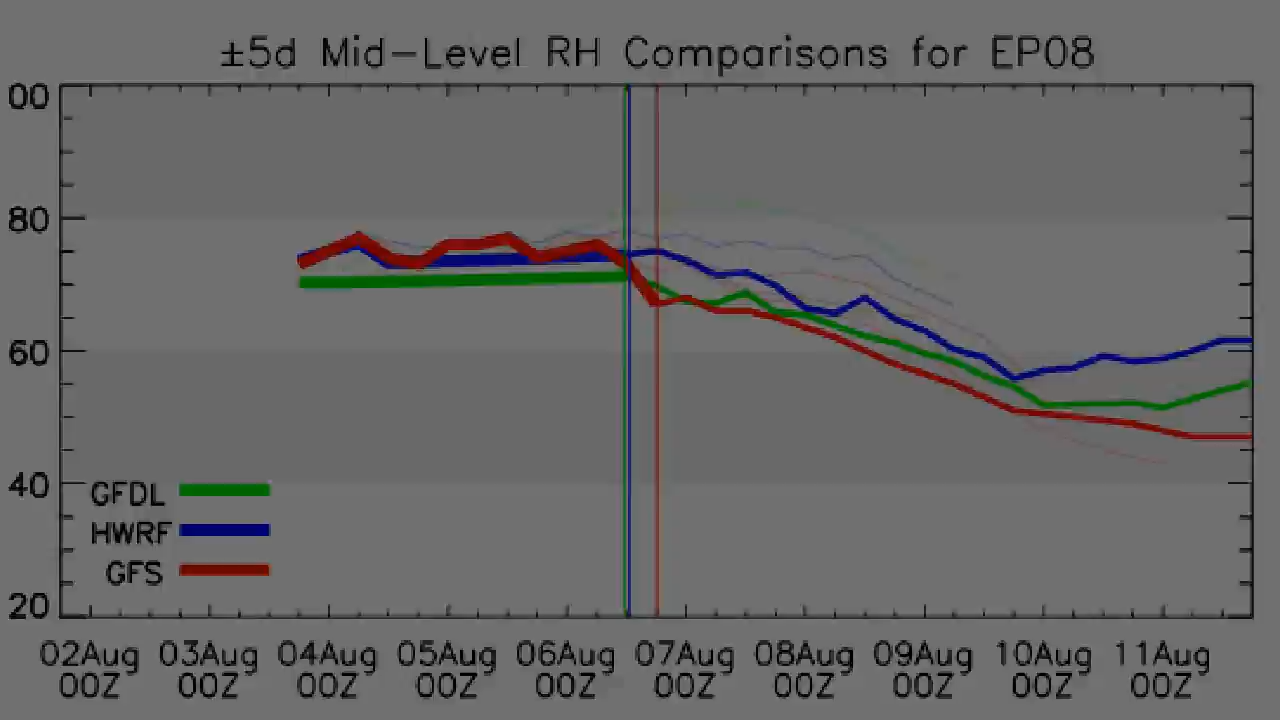 ±5d Mid-Level RH Comparisons for EP08
00
80
60
40
20
GFDL
HWRF
GFS
02Aug 03Aug 04Aug 05Aug 06Aug 07Aug 08Aug 09Aug 10Aug 11Aug
00Z 00Z 00Z 00Z 00Z 00Z 00Z 00Z 00Z 00Z